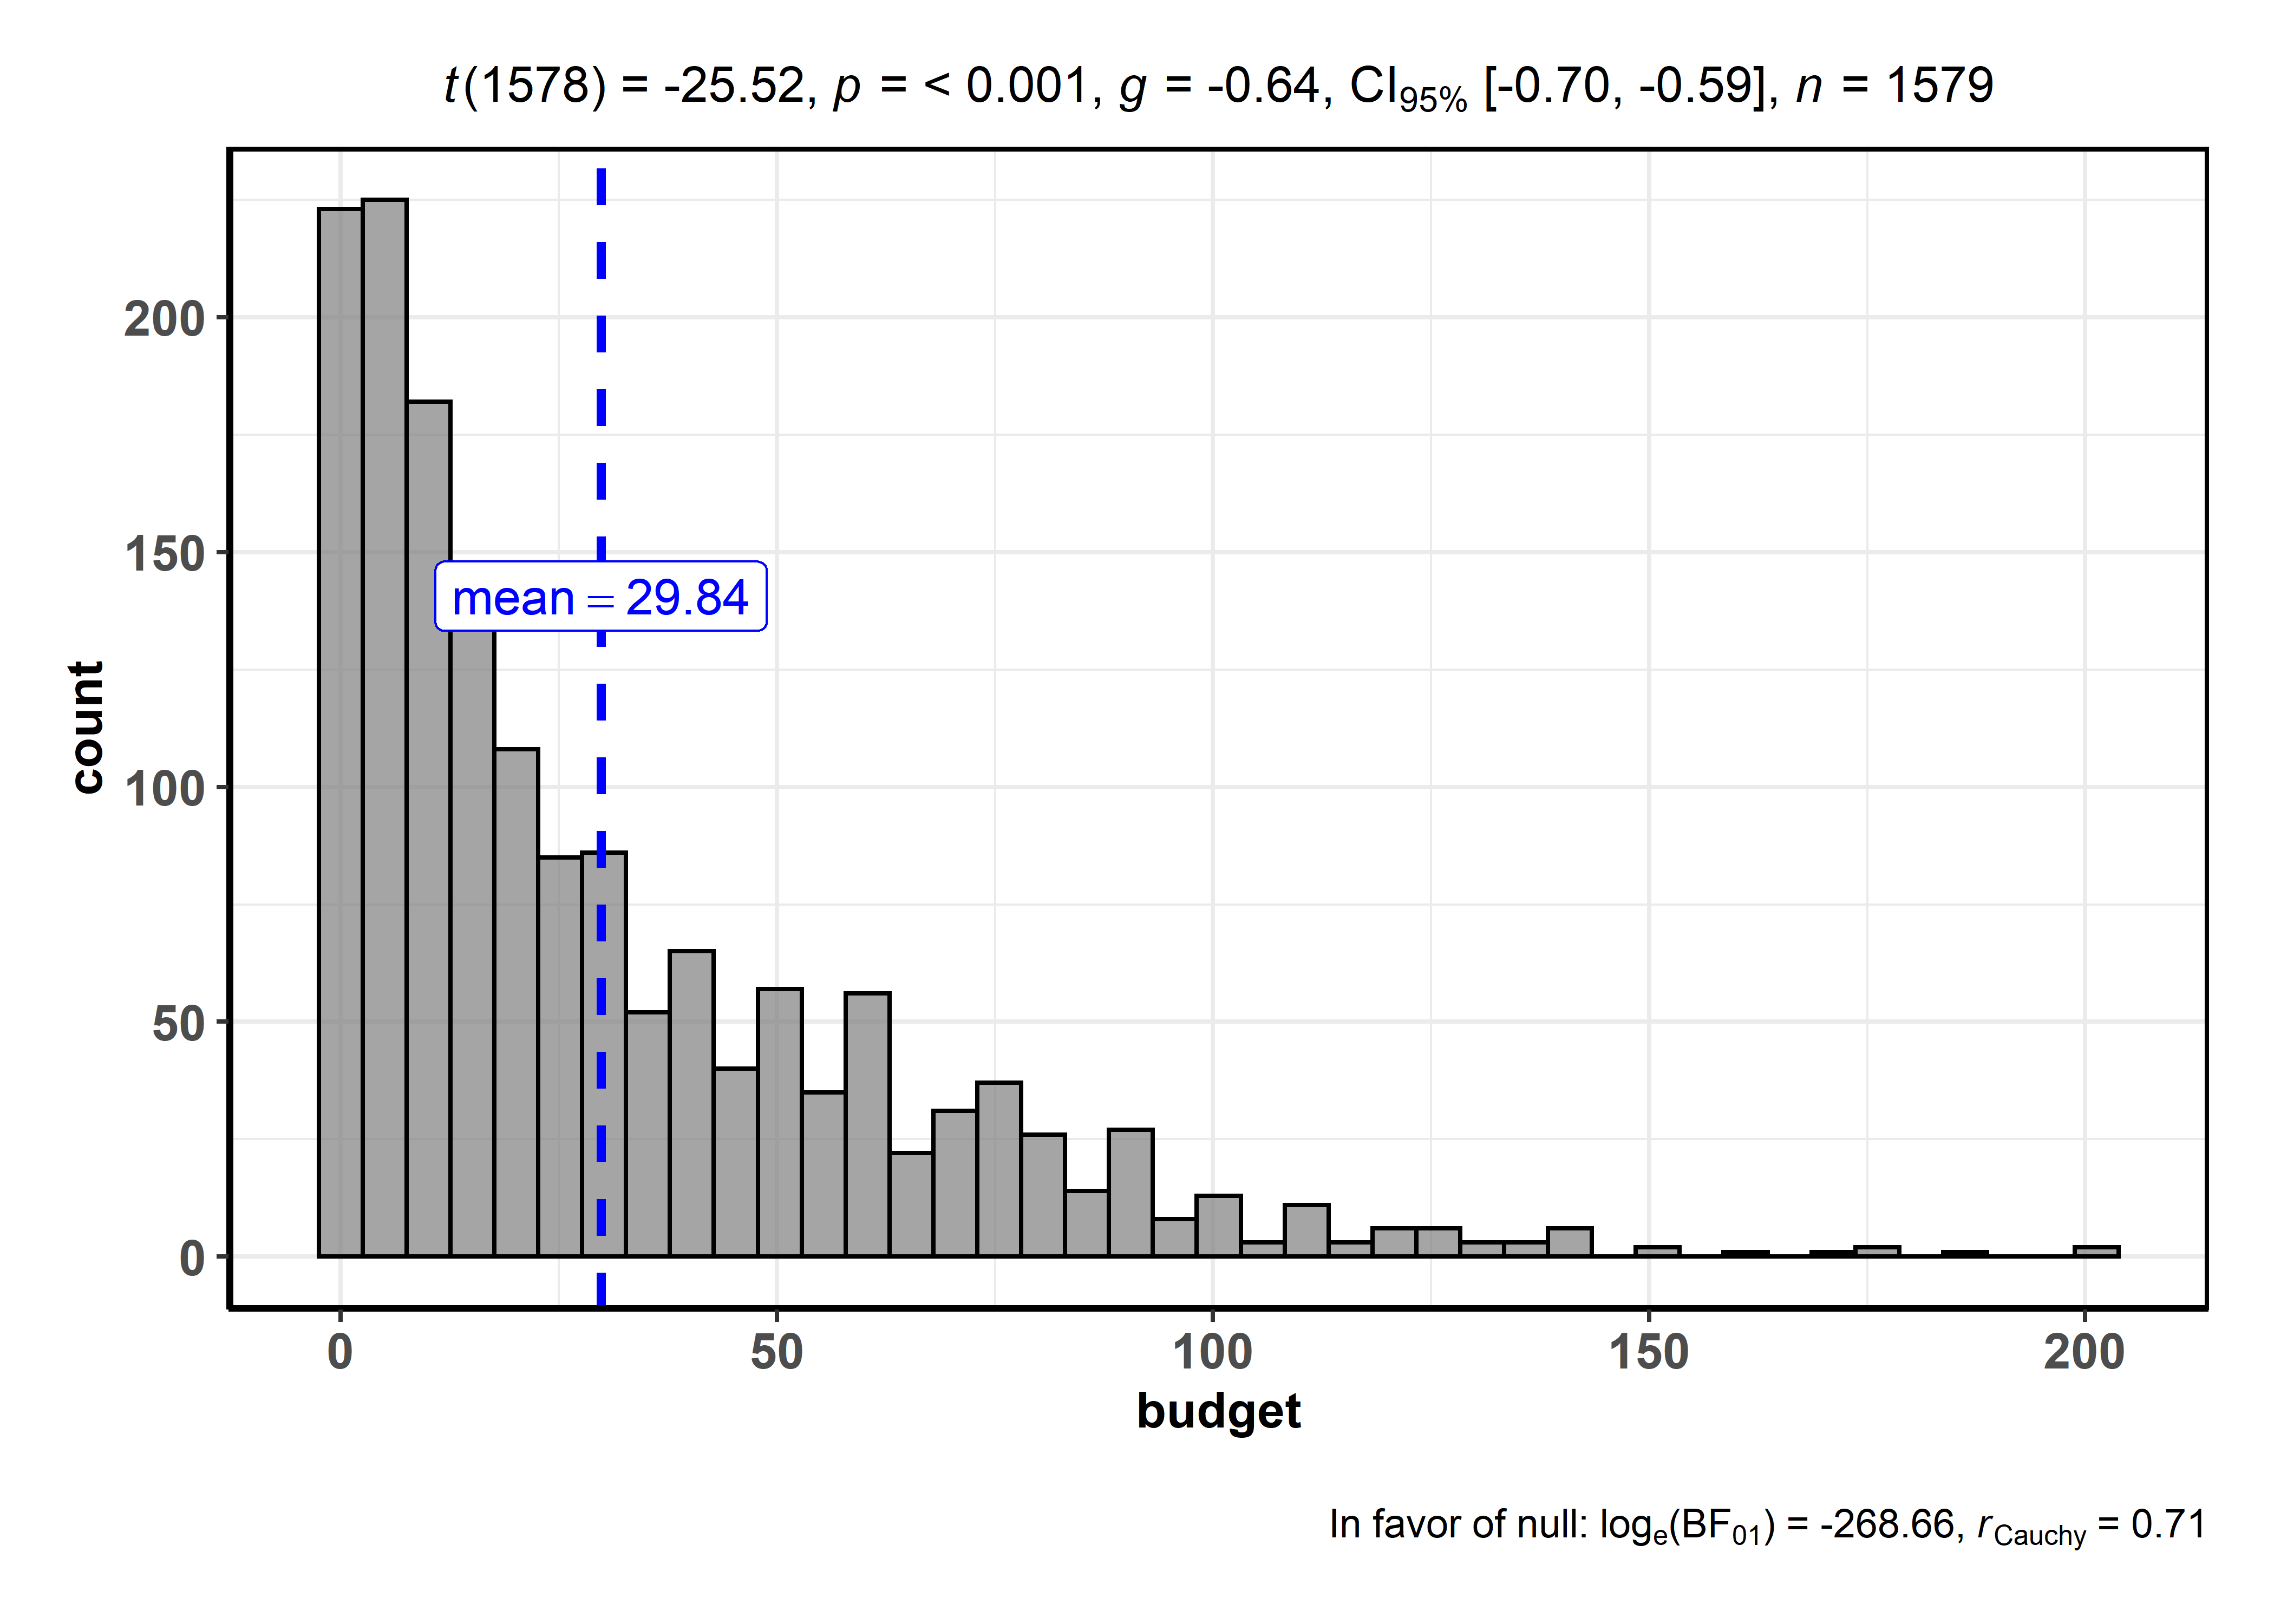 t(1578) = -25.52, p = < 0.001, g = -0.64, CI95% [-0.70, -0.59], n = 1579
200
150
100
50
0
count
mean = 29.84
0 50 100 150 200
budget
In favor of null: loge(BF01) = -268.66, rCauchy = 0.71